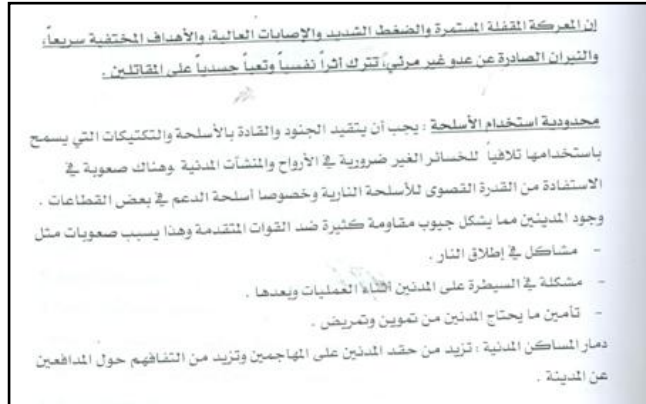 إن المعركة المقفلة المستمرة والضغط الشديد والإصابات العالية، والأهداف المختفية سريعاً،
والنيران الصادرة عن عدو غير مرئي، تترك أثراً نفسياً وتعباً جسدياً على المقاتلين .
محدودية استخدام الأسلحة : يجب أن يتقيد الجنود والقادة بالأسلحة والتكتيكات التي يسمح
باستخدامها تلافياً للخسائر الغير ضرورية في الأرواح والمنشآت المدنية وهناك صعوبة في
الاستفادة من القدرة القصوى للأسلحة النارية وخصوصا أسلحة الدعم في بعض القطاعات .
وجود المدينين مما يشكل جيوب مقاومة كثيرة ضد القوات المتقدمة وهذا يسبب صعوبات مثل
- مشاكل في إطلاق النار .
- مشكلة في السيطرة على المدنين أثناء العمليات وبعدها .
- تأمين ما يحتاج المدنين من تموين وتمريض .
دمار المساكن المدنية : تزيد من حقد المدنين على المهاجمين وتزيد من التفافهم حول المدافعين
عن المدينة .